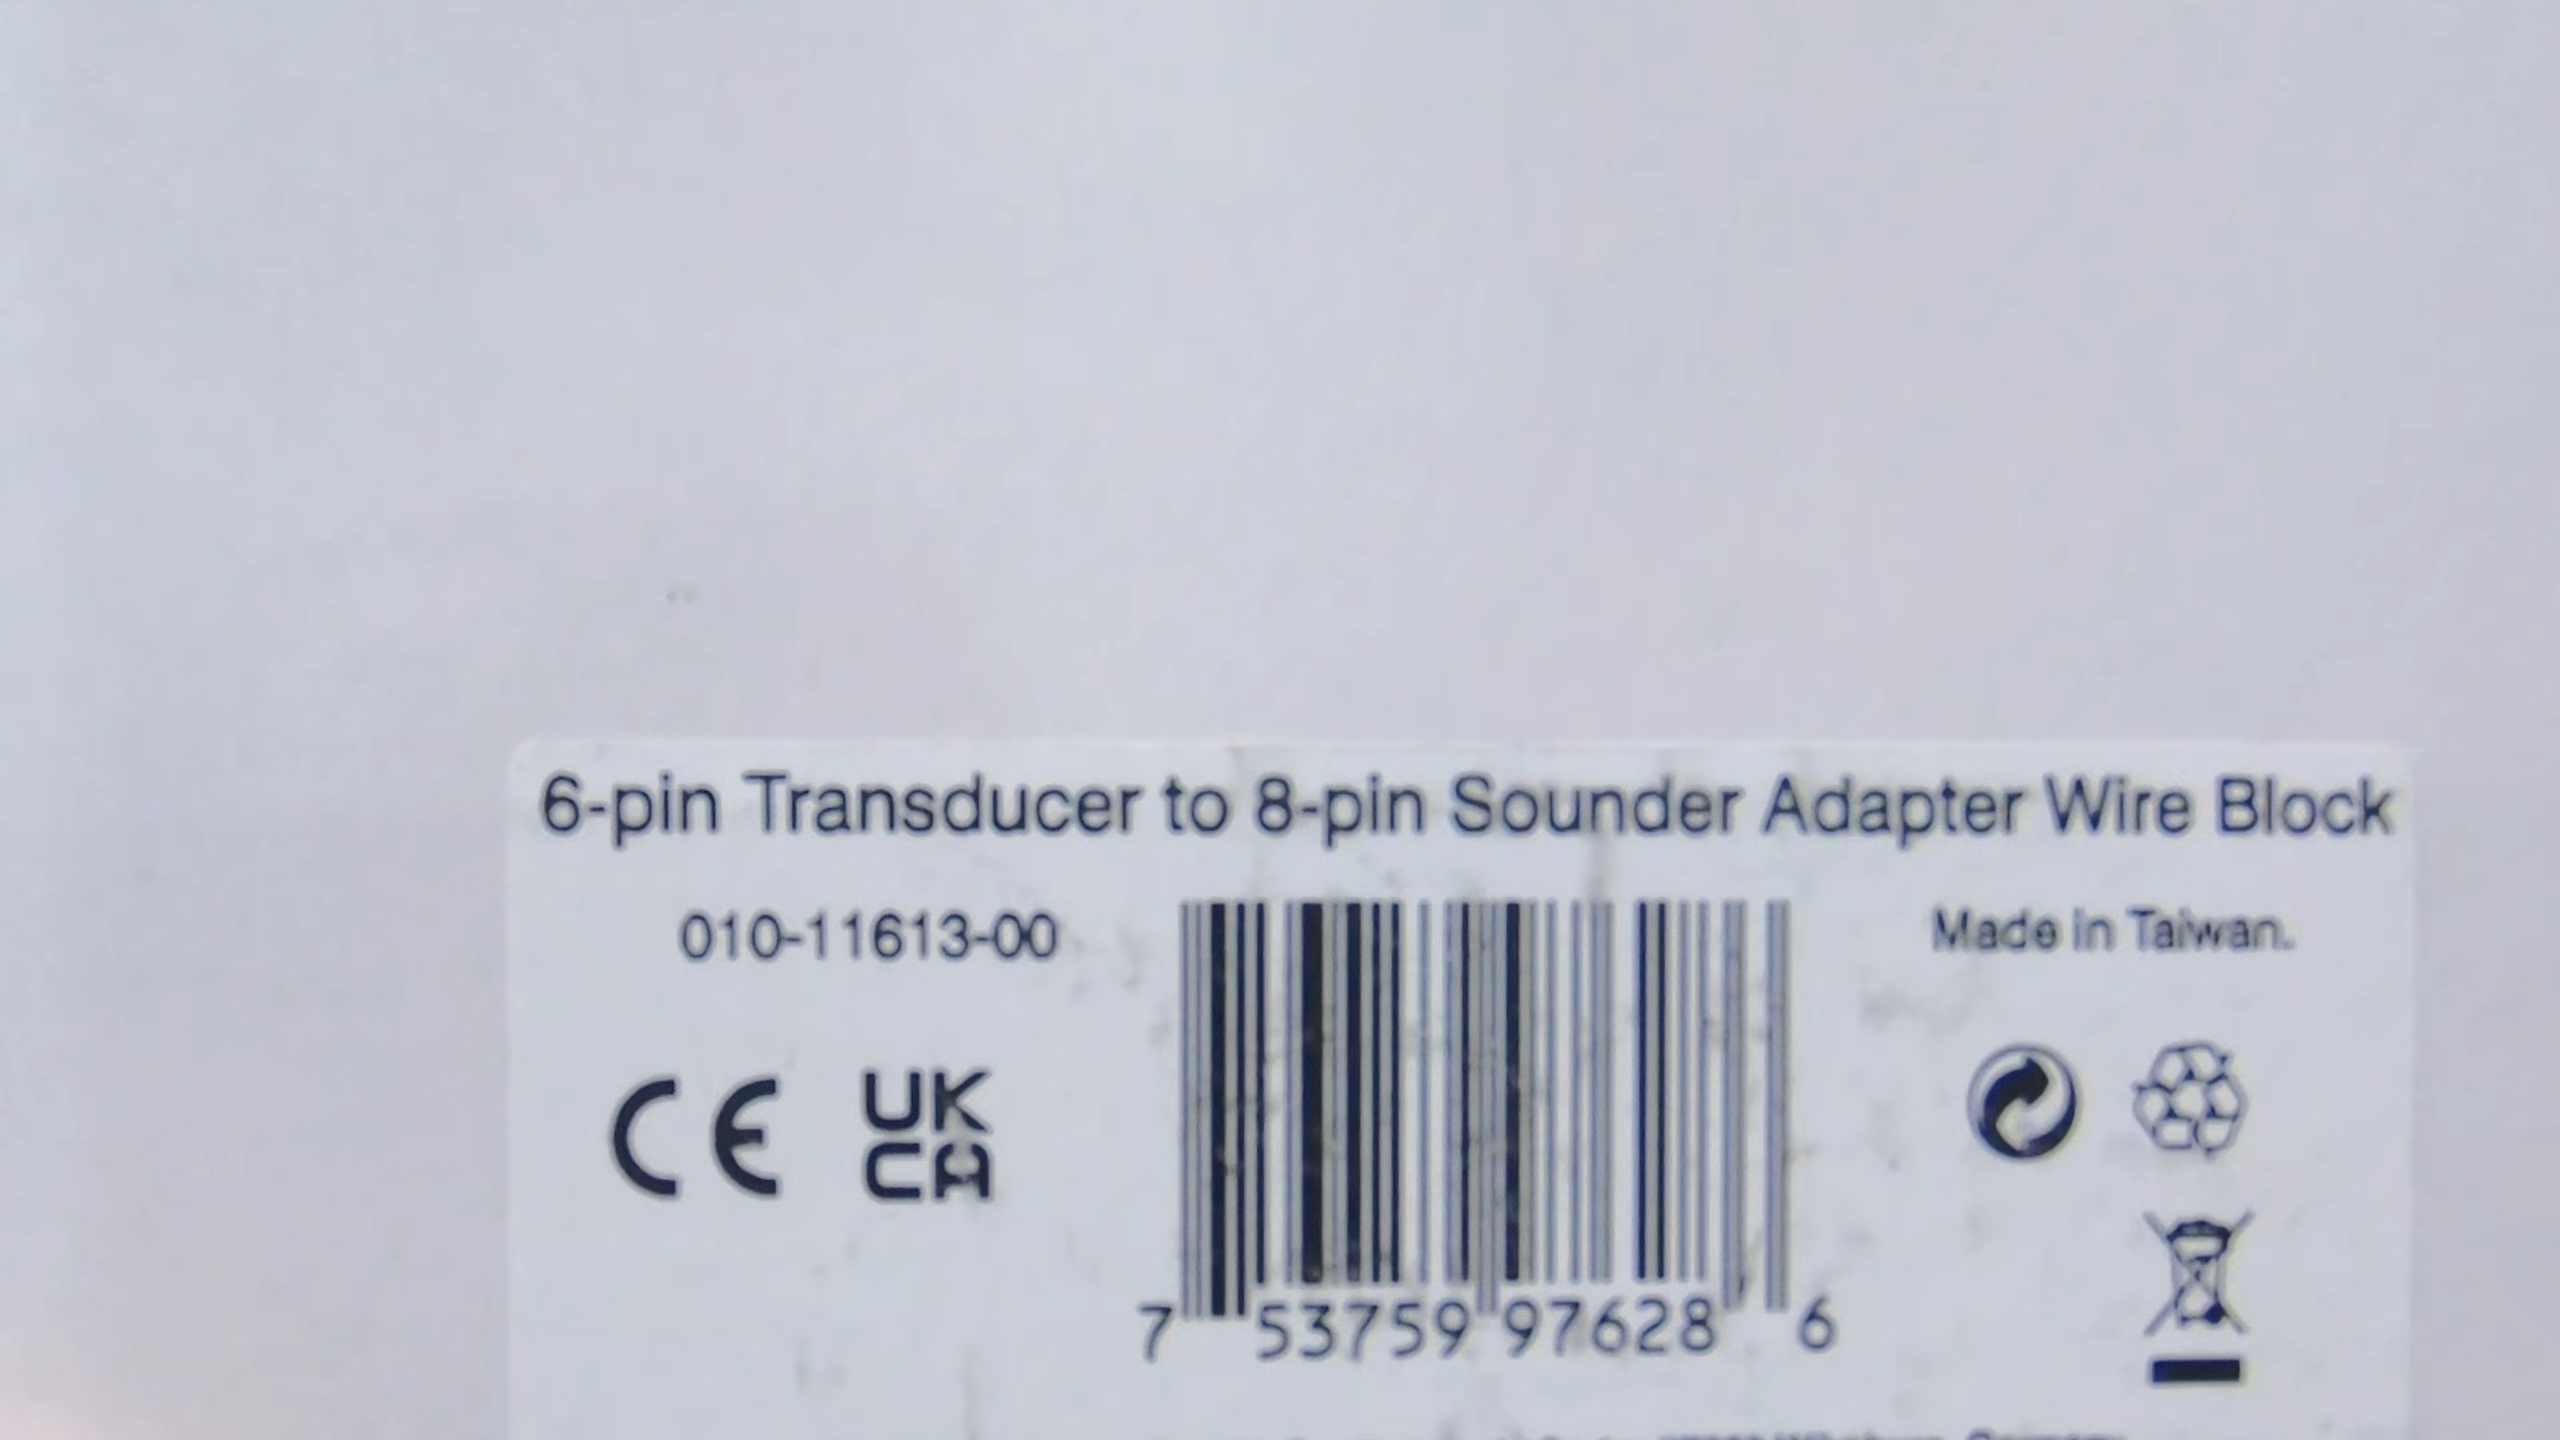 6-pin Transducer to 8-pin Sounder Adapter Wire Block
010-11613-00
Made in Taiwan.
CE
UK
CA
7 53759 97628 6
Germany